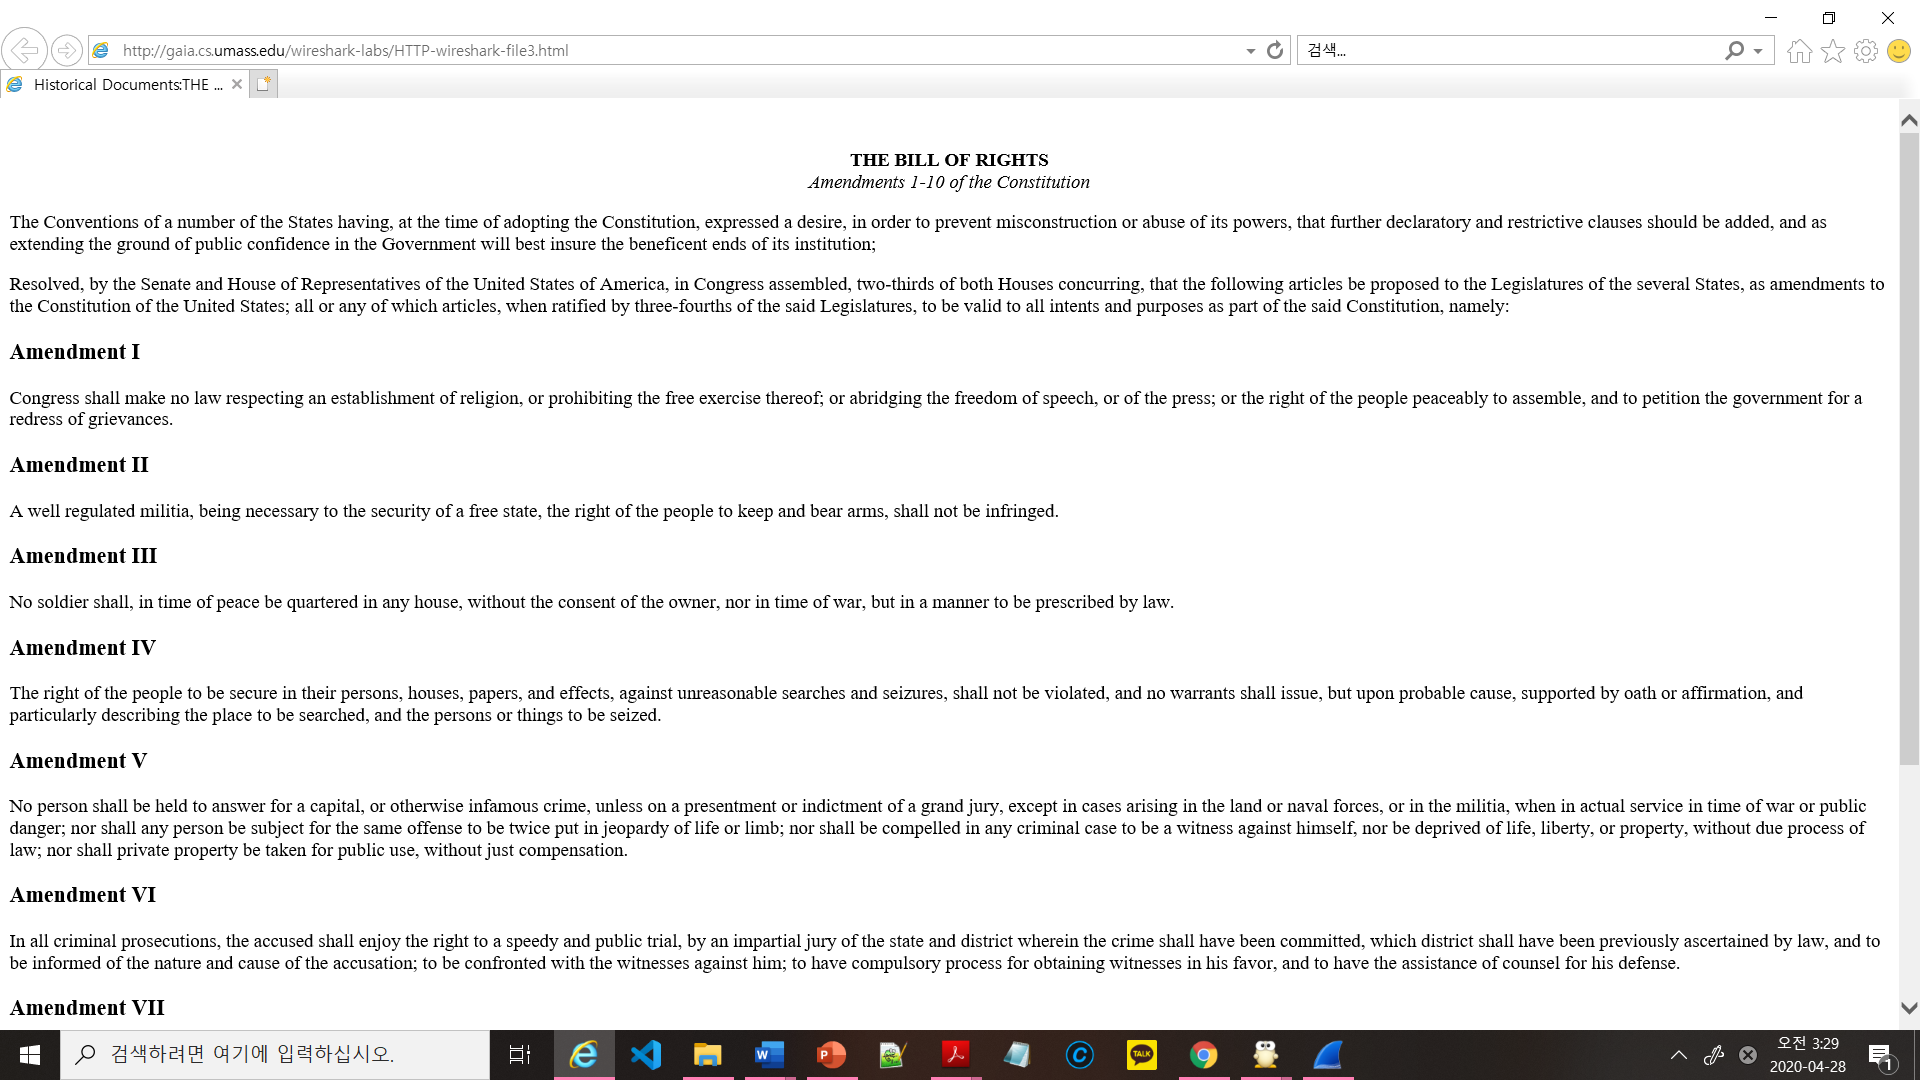 http://gaia.cs.umass.edu/wireshark-labs/HTTP-wireshark-file3.html
검색...
Historical Documents:THE ...
THE BILL OF RIGHTS
Amendments 1-10 of the Constitution
The Conventions of a number of the States having, at the time of adopting the Constitution, expressed a desire, in order to prevent misconstruction or abuse of its powers, that further declaratory and restrictive clauses should be added, and as
extending the ground of public confidence in the Government will best insure the beneficent ends of its institution;
Resolved, by the Senate and House of Representatives of the United States of America, in Congress assembled, two-thirds of both Houses concurring, that the following articles be proposed to the Legislatures of the several States, as amendments to
the Constitution of the United States; all or any of which articles, when ratified by three-fourths of the said Legislatures, to be valid to all intents and purposes as part of the said Constitution, namely:
Amendment I
Congress shall make no law respecting an establishment of religion, or prohibiting the free exercise thereof; or abridging the freedom of speech, or of the press; or the right of the people peaceably to assemble, and to petition the government for a
redress of grievances.
Amendment II
A well regulated militia, being necessary to the security of a free state, the right of the people to keep and bear arms, shall not be infringed.
Amendment III
No soldier shall, in time of peace be quartered in any house, without the consent of the owner, nor in time of war, but in a manner to be prescribed by law.
Amendment IV
The right of the people to be secure in their persons, houses, papers, and effects, against unreasonable searches and seizures, shall not be violated, and no warrants shall issue, but upon probable cause, supported by oath or affirmation, and
particularly describing the place to be searched, and the persons or things to be seized.
Amendment V
No person shall be held to answer for a capital, or otherwise infamous crime, unless on a presentment or indictment of a grand jury, except in cases arising in the land or naval forces, or in the militia, when in actual service in time of war or public
danger; nor shall any person be subject for the same offense to be twice put in jeopardy of life or limb; nor shall be compelled in any criminal case to be a witness against himself, nor be deprived of life, liberty, or property, without due process of
law; nor shall private property be taken for public use, without just compensation.
Amendment VI
In all criminal prosecutions, the accused shall enjoy the right to a speedy and public trial, by an impartial jury of the state and district wherein the crime shall have been committed, which district shall have been previously ascertained by law, and to
be informed of the nature and cause of the accusation; to be confronted with the witnesses against him; to have compulsory process for obtaining witnesses in his favor, and to have the assistance of counsel for his defense.
Amendment VII
검색하려면 여기에 입력하십시오.
TALK
오전 3:29
2020-04-28
1